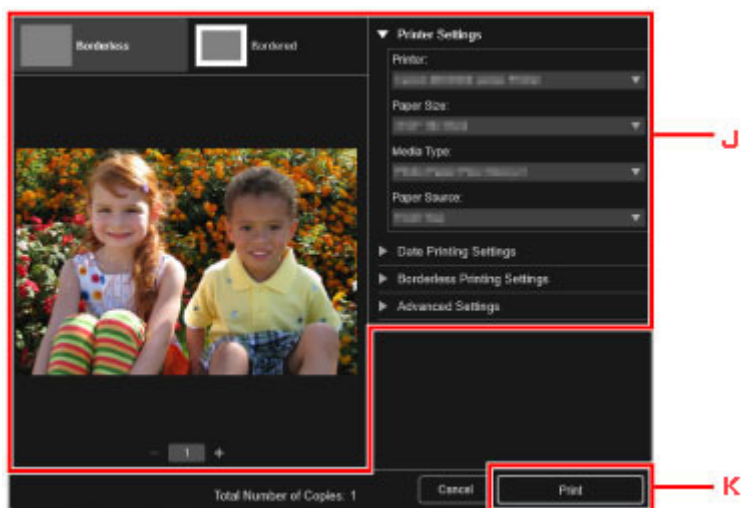 Borderless
Bordered
Printer Settings
Printer:
Paper Size:
Media Type:
Paper Source:
Date Printing Settings
Borderless Printing Settings
Advanced Settings
J
1
Total Number of Copies: 1
Cancel
Print
K